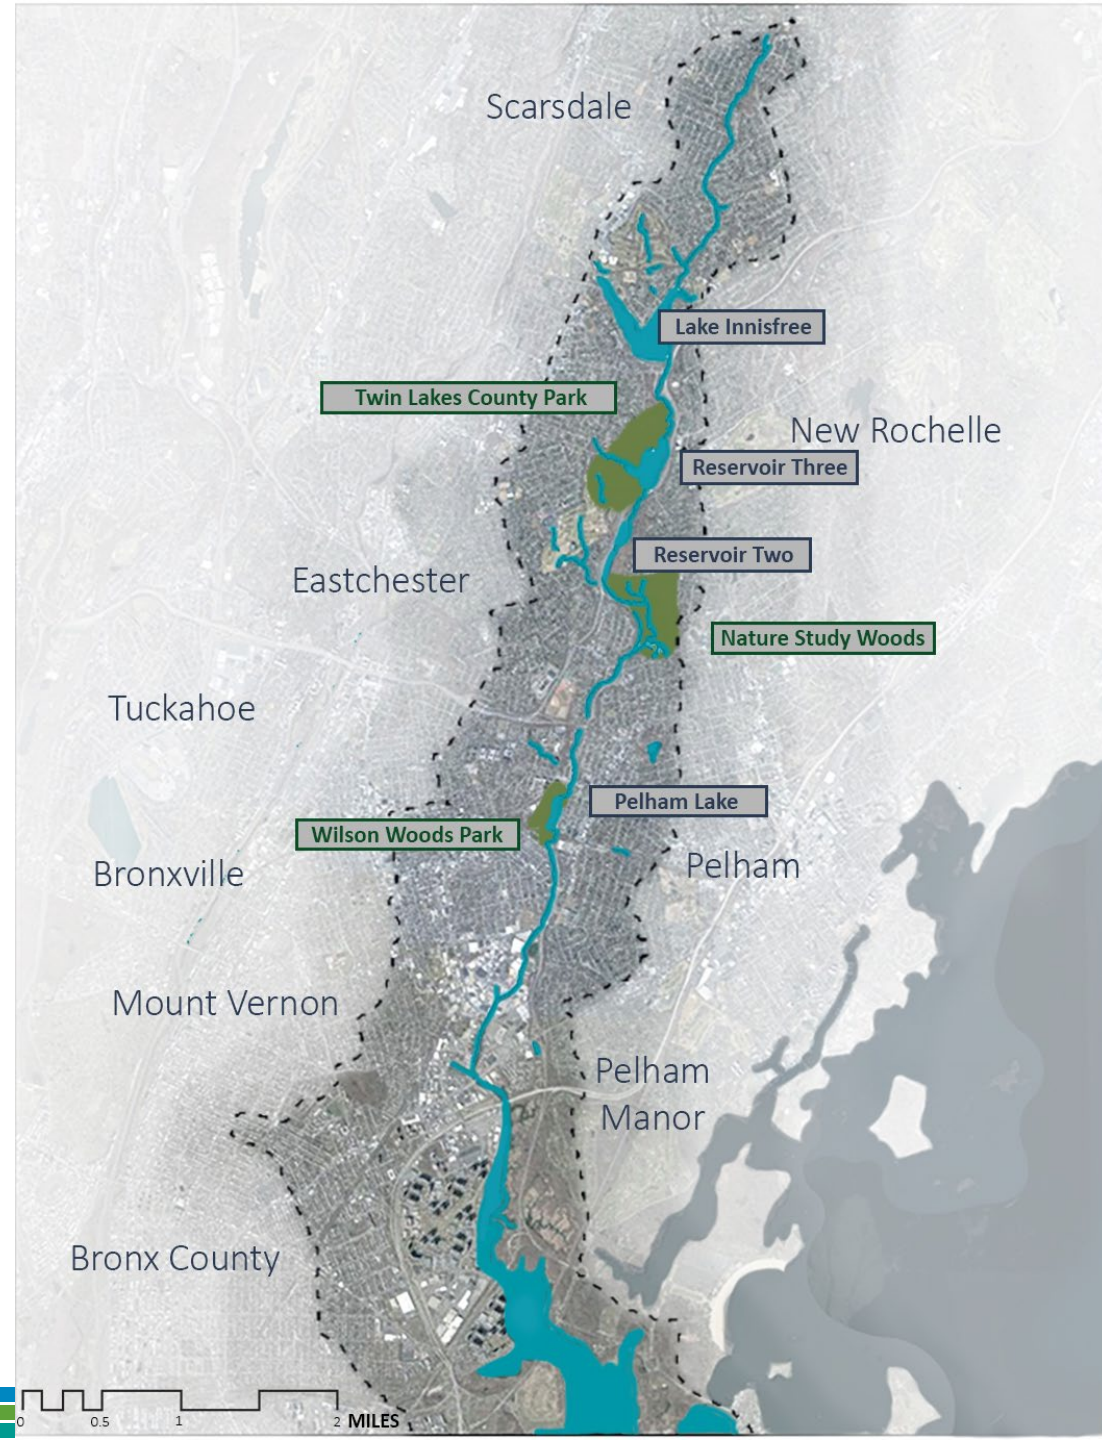 Scarsdale
Lake Innisfree
Twin Lakes County Park
New Rochelle
Reservoir Three
Reservoir Two
Eastchester
Nature Study Woods
Tuckahoe
Pelham Lake
Wilson Woods Park
Pelham
Bronxville
Mount Vernon
Pelham
Manor
Bronx County
0 0.5 1 2 MILES